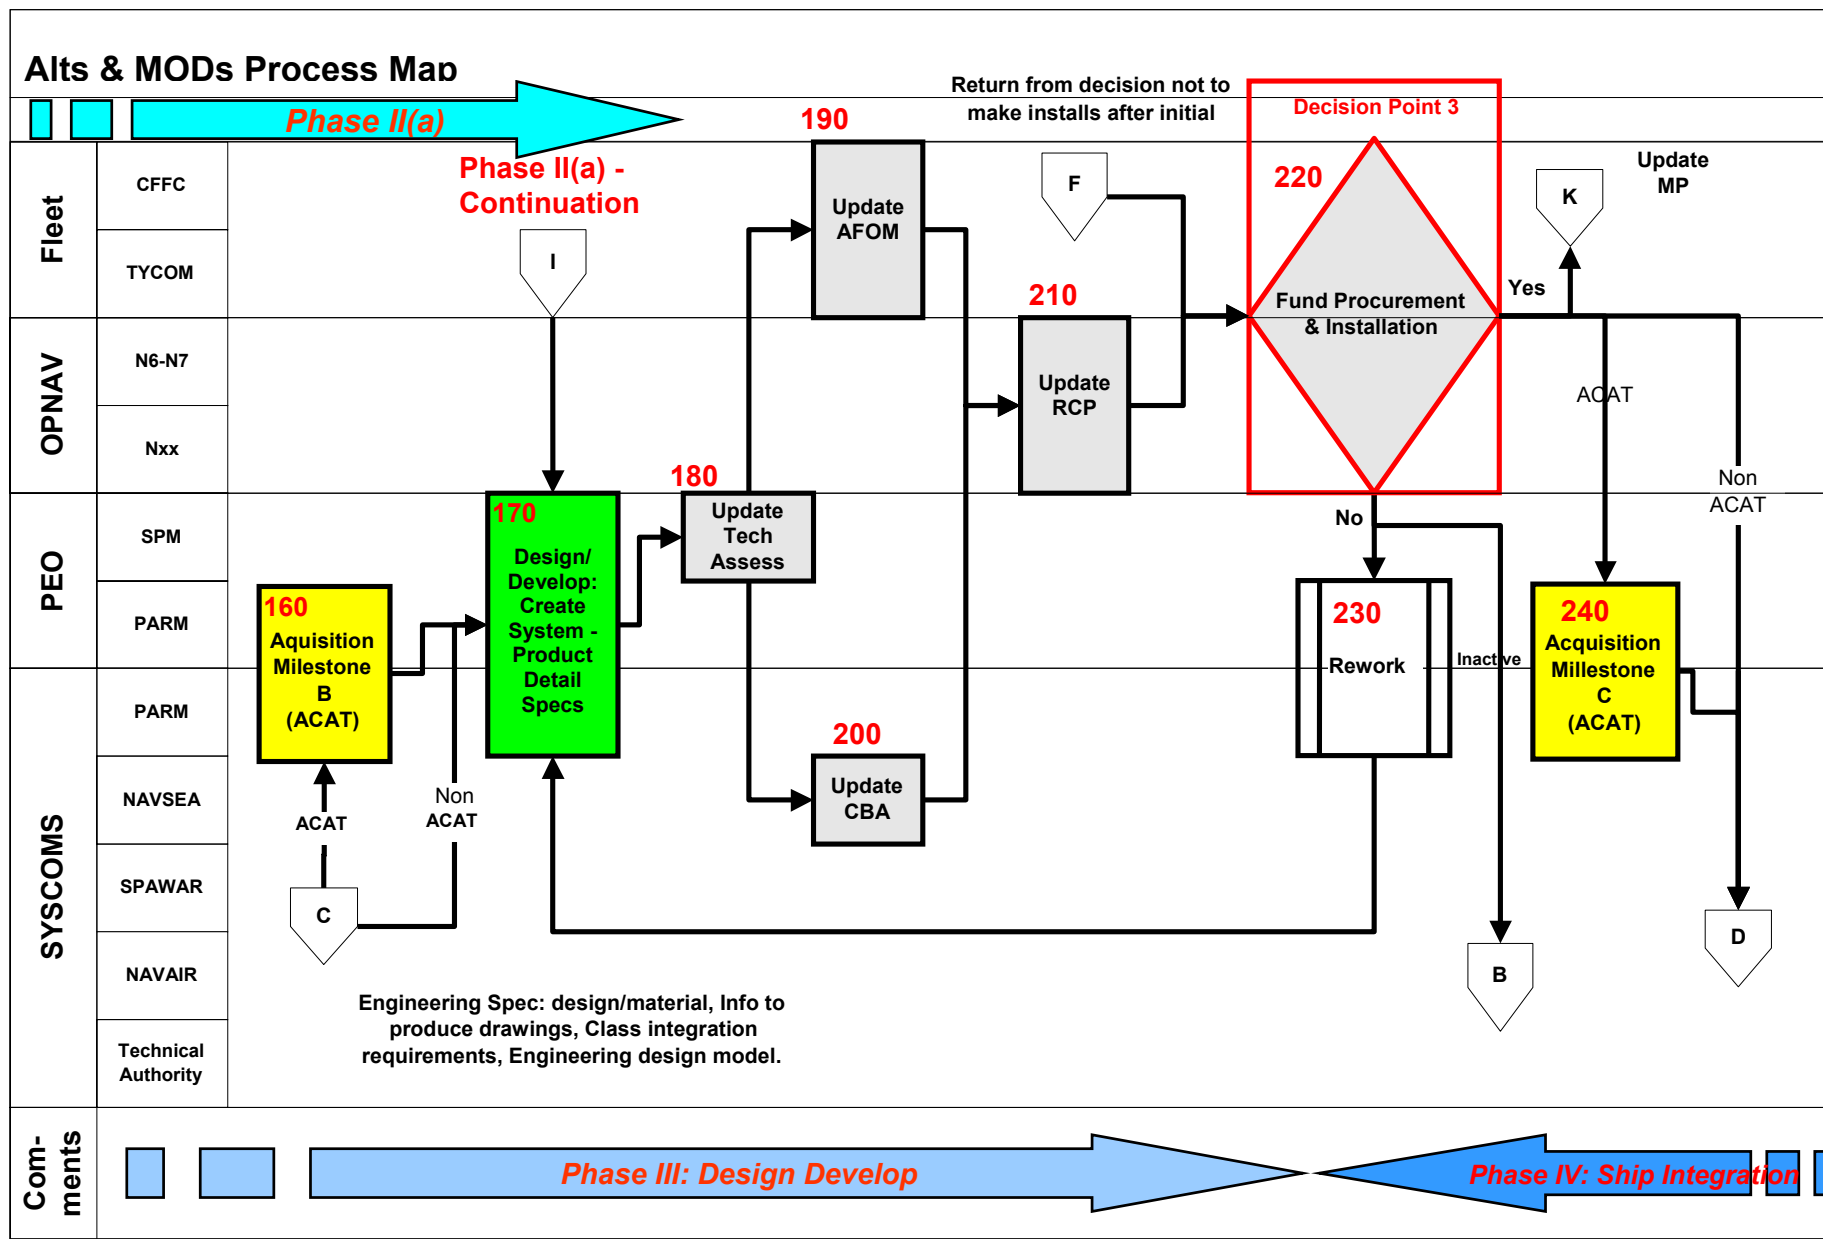 Alts & MODs Process Map
Phase II(a)
Return from decision not to
make installs after initial
Decision Point 3
Phase II(a) -
Continuation
Fleet
CFFC
TYCOM
OPNAV
N6-N7
Nxx
PEO
SPM
PARM
SYSCOMS
PARM
NAVSEA
SPAWAR
NAVAIR
Technical
Authority
Com-
ments
I
190
Update
AFOM
F
220
Fund Procurement
& Installation
Yes
K
Update
MP
210
Update
RCP
ACAT
Non
ACAT
180
Update
Tech
Assess
170
Design/
Develop:
Create
System -
Product
Detail
Specs
160
Aquisition
Milestone
B
(ACAT)
ACAT
Non
ACAT
C
200
Update
CBA
No
230
Rework
Inactive
240
Acquisition
Millestone
C
(ACAT)
B
D
Engineering Spec: design/material, Info to
produce drawings, Class integration
requirements, Engineering design model.
Phase III: Design Develop
Phase IV: Ship Integration